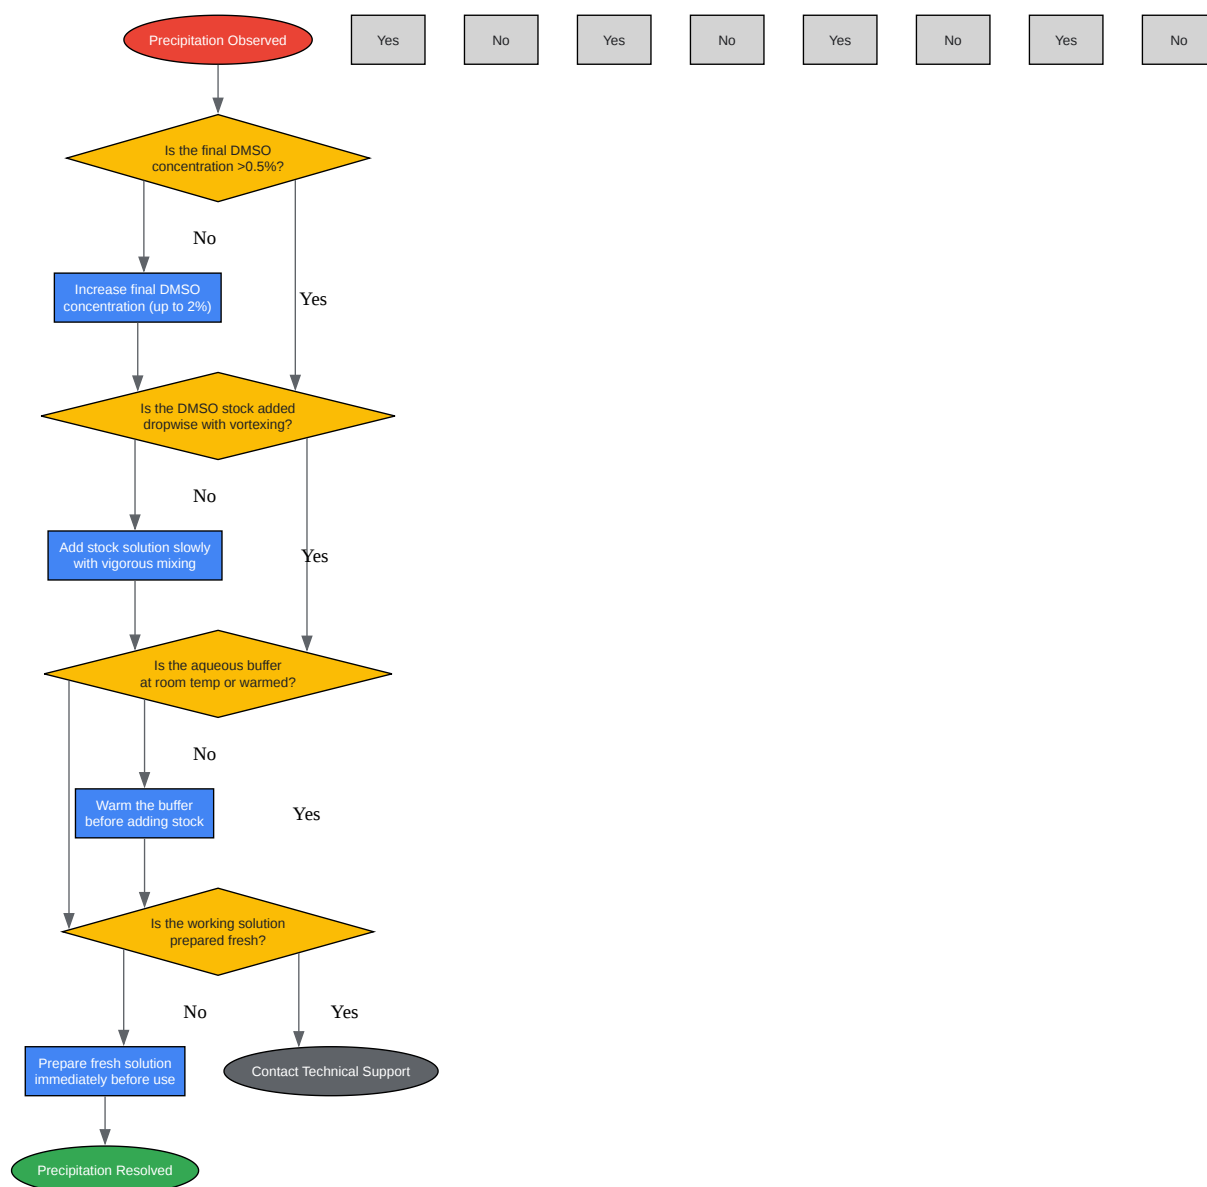 Precipitation Observed
Yes
No
Yes
No
Yes
No
Yes
No
Is the final DMSO
concentration >0.5%?
No
Increase final DMSO
concentration (up to 2%)
Yes
Is the DMSO stock added
dropwise with vortexing?
No
Add stock solution slowly
with vigorous mixing
Yes
Is the aqueous buffer
at room temp or warmed?
No
Warm the buffer
before adding stock
Yes
Is the working solution
prepared fresh?
No
Yes
Prepare fresh solution
immediately before use
Contact Technical Support
Precipitation Resolved